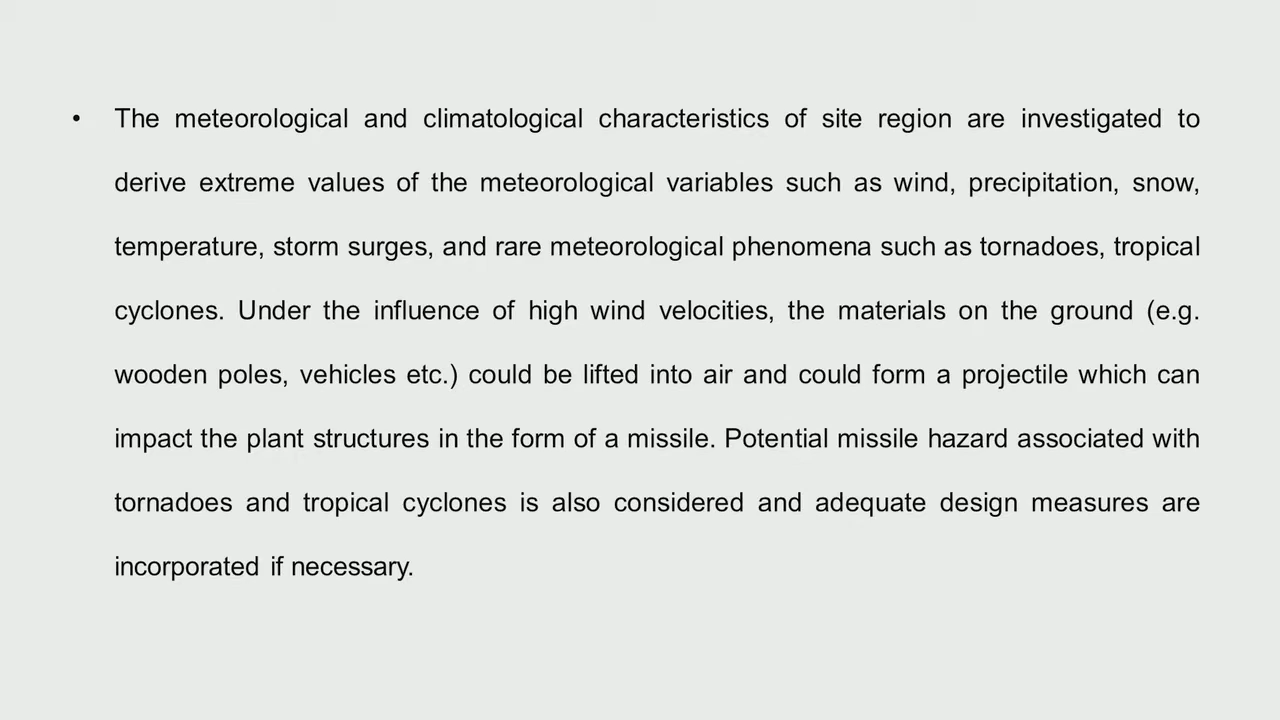 • The meteorological and climatological characteristics of site region are investigated to
derive extreme values of the meteorological variables such as wind, precipitation, snow,
temperature, storm surges, and rare meteorological phenomena such as tornadoes, tropical
cyclones. Under the influence of high wind velocities, the materials on the ground (e.g.
wooden poles, vehicles etc.) could be lifted into air and could form a projectile which can
impact the plant structures in the form of a missile. Potential missile hazard associated with
tornadoes and tropical cyclones is also considered and adequate design measures are
incorporated if necessary.